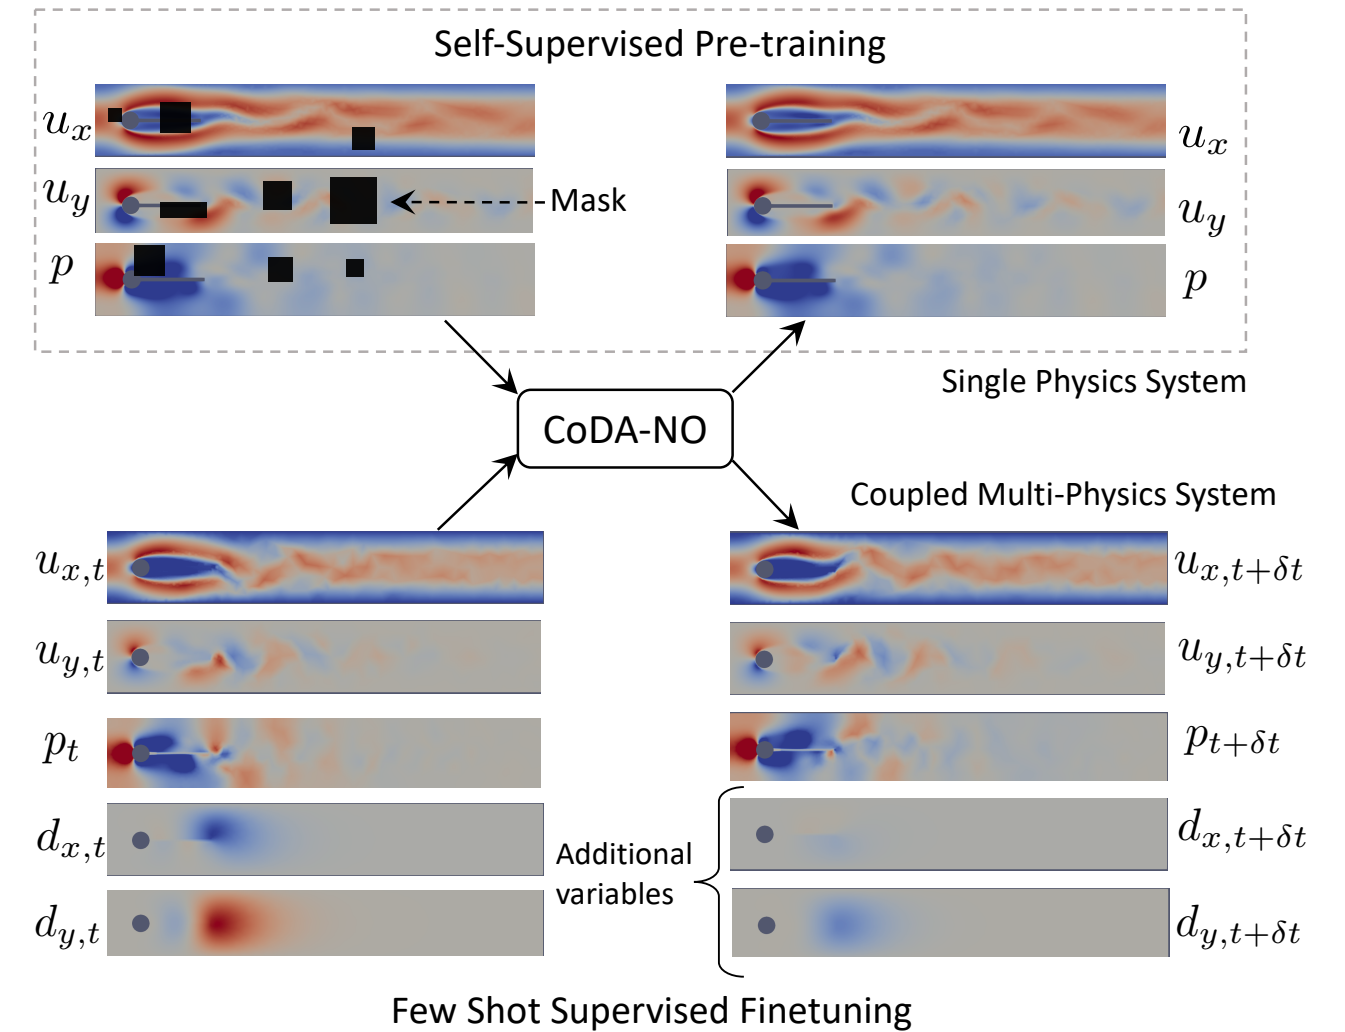 Self-Supervised Pre-training
u_x
u_x
u_y
Mask
u_y
p
p
Single Physics System
CoDA-NO
Coupled Multi-Physics System
u_{x,t}
u_{x,t+δt}
u_{y,t}
u_{y,t+δt}
p_t
p_{t+δt}
d_{x,t}
Additional
variables
d_{x,t+δt}
d_{y,t}
d_{y,t+δt}
Few Shot Supervised Finetuning